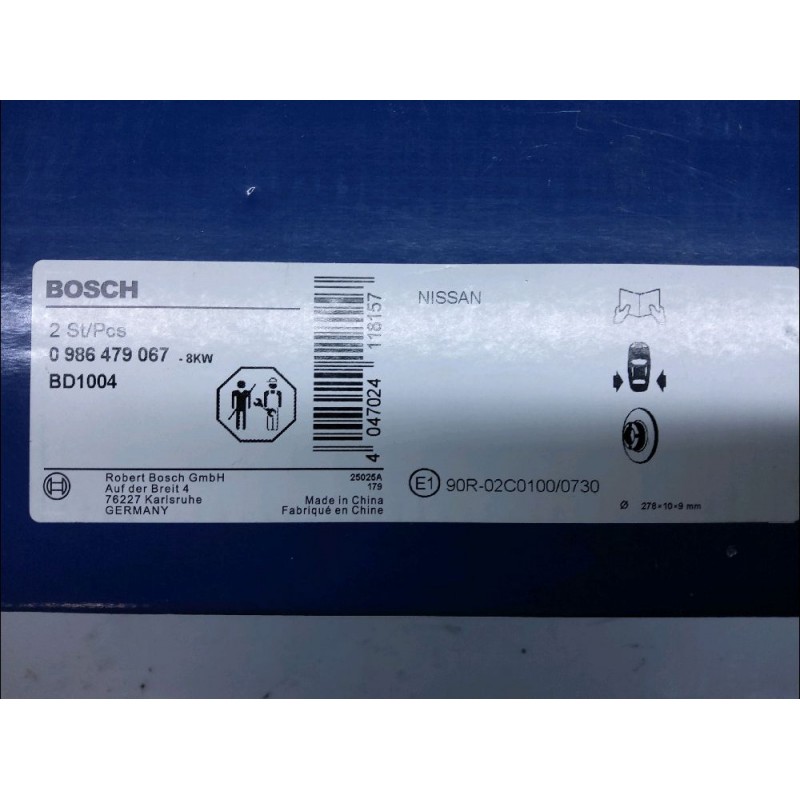 BOSCH
2 St/Pcs
0 986 479 067 - 8KW
BD1004
4 047024 118157
Robert Bosch GmbH
Auf der Breit 4
76227 Karlsruhe
GERMANY
25025A
179
Made in China
Fabriqué en Chine
NISSAN
E1 90R-02C0100/0730
Ø 278×10×9 mm